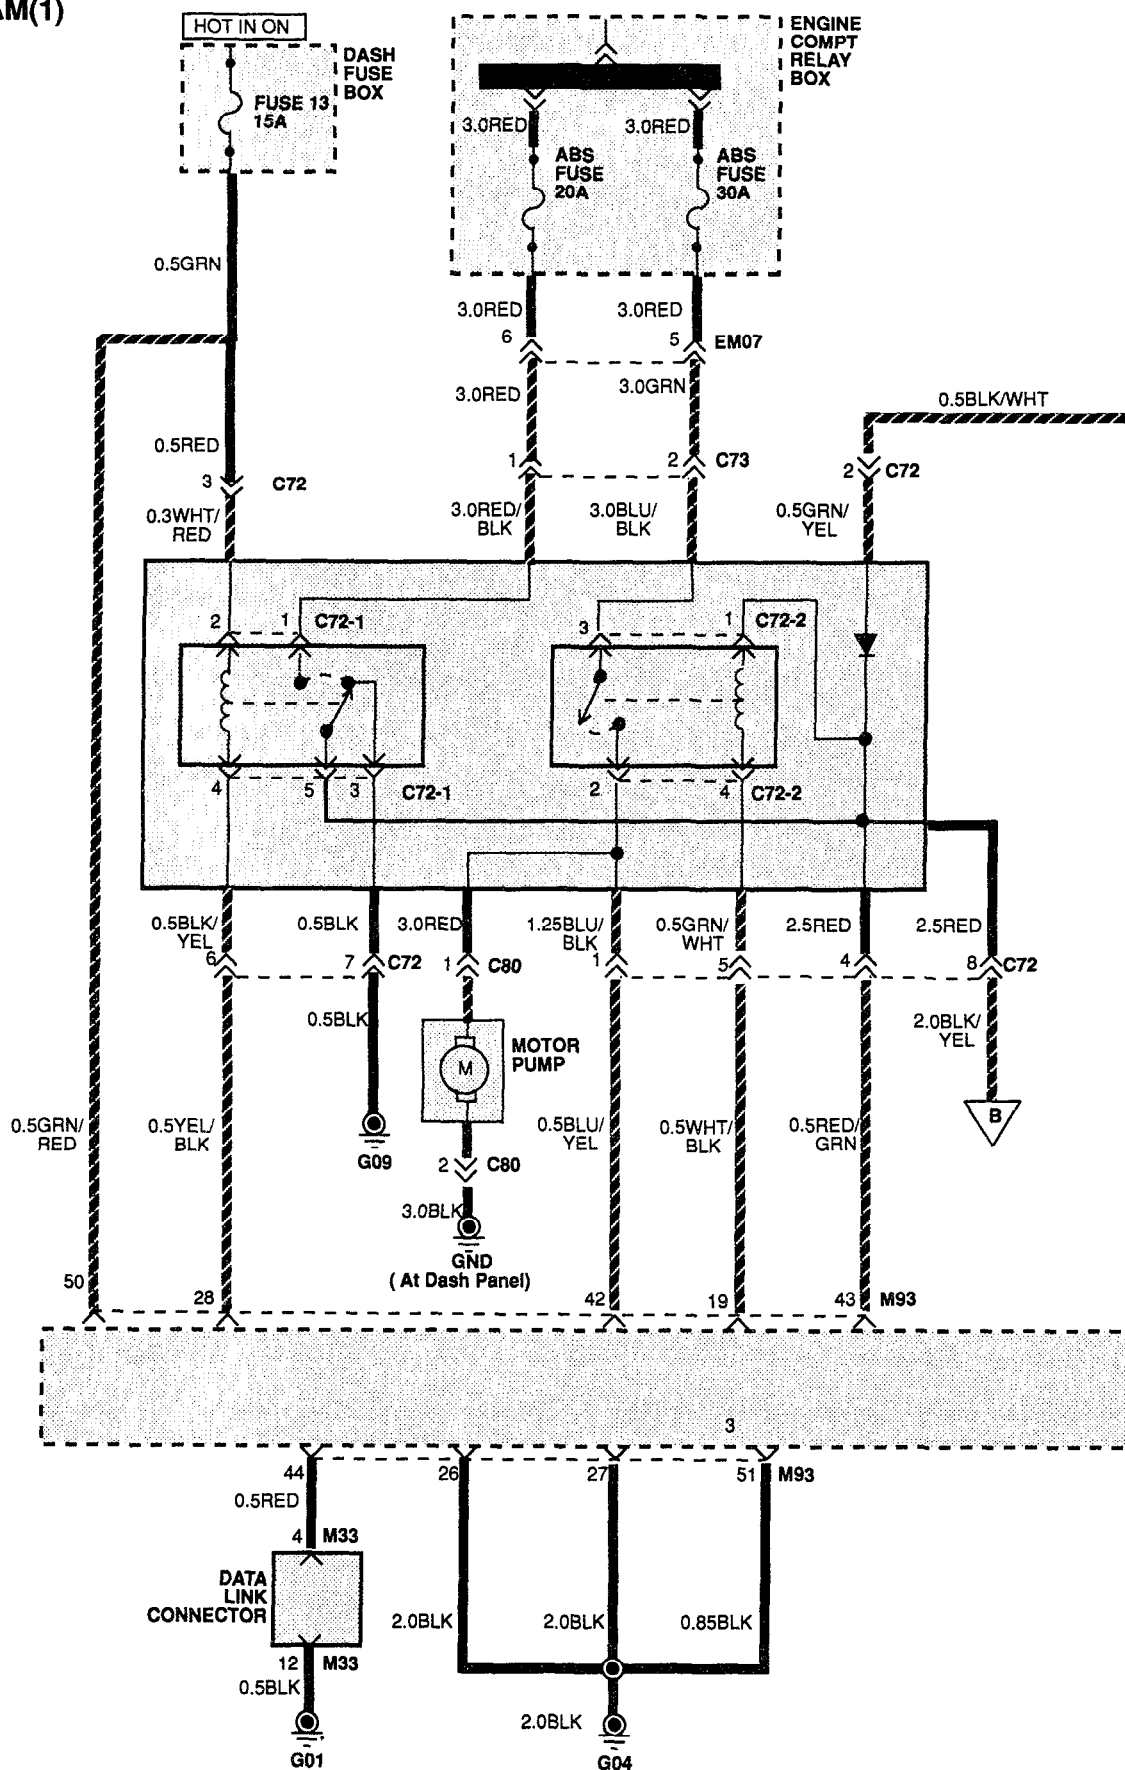 AM(1)
HOT IN ON
DASH
FUSE
BOX
FUSE 13
15A
ENGINE
COMPT
RELAY
BOX
3.0RED
3.0RED
ABS
FUSE
20A
ABS
FUSE
30A
0.5GRN
3.0RED
3.0RED
6
5
EM07
3.0RED
3.0GRN
0.5BLK/WHT
0.5RED
1
2
C73
2
C72
3
C72
0.3WHT/
RED
3.0RED/
BLK
3.0BLU/
BLK
0.5GRN/
YEL
2
1
C72-1
3
1
C72-2
4
5
3
C72-1
2
4
C72-2
0.5BLK/
YEL
0.5BLK
3.0RED
1.25BLU/
BLK
0.5GRN/
WHT
2.5RED
2.5RED
6
7
C72
1
C80
1
5
4
8
C72
0.5BLK
2.0BLK/
YEL
MOTOR
PUMP
M
B
0.5GRN/
RED
0.5YEL/
BLK
0.5BLU/
YEL
0.5WHT/
BLK
0.5RED/
GRN
G09
2
C80
3.0BLK
GND
( At Dash Panel)
50
28
42
19
43
M93
3
44
26
27
51
M93
0.5RED
4
M33
DATA
LINK
CONNECTOR
2.0BLK
2.0BLK
0.85BLK
12
M33
0.5BLK
2.0BLK
G01
G04